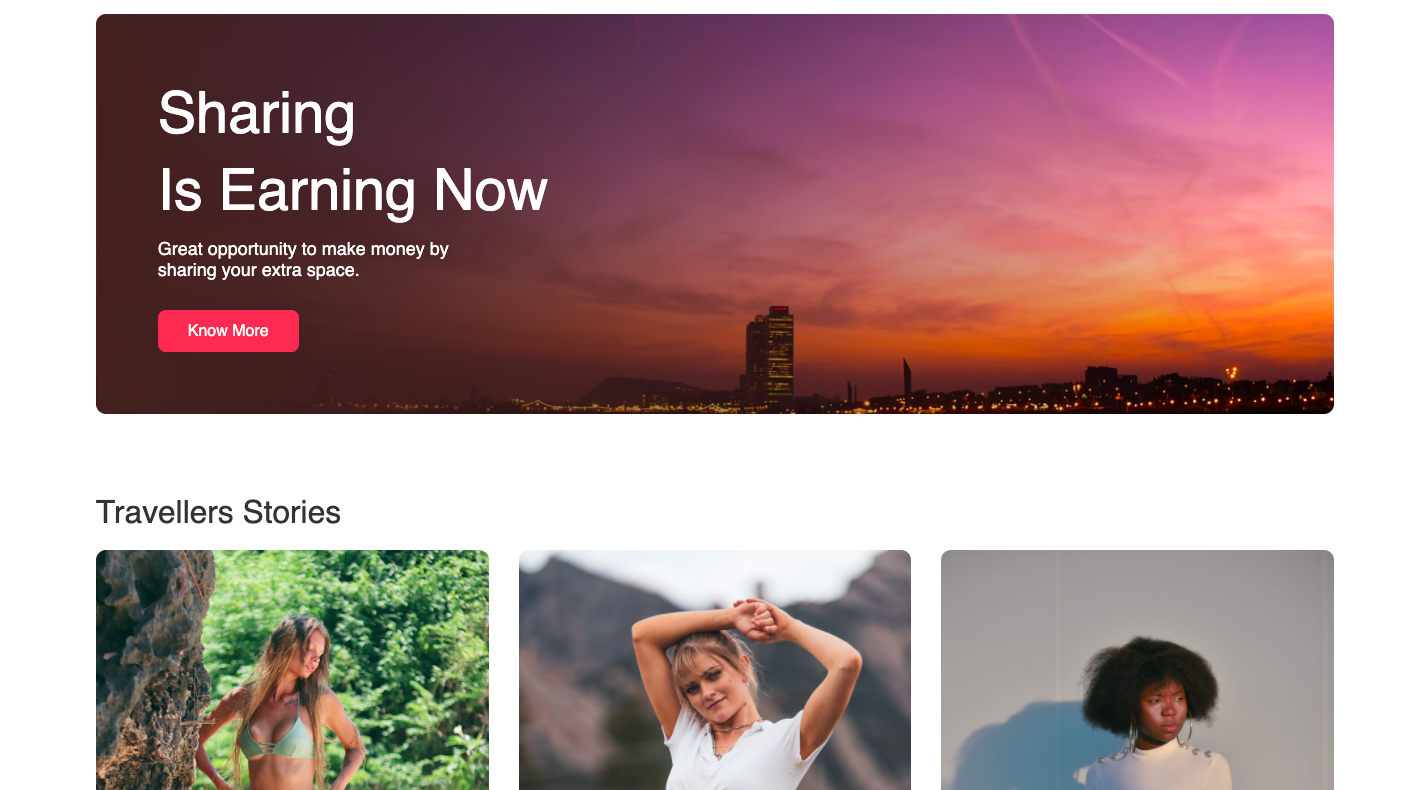 Sharing
Is Earning Now
Great opportunity to make money by
sharing your extra space.
Know More
Travellers Stories